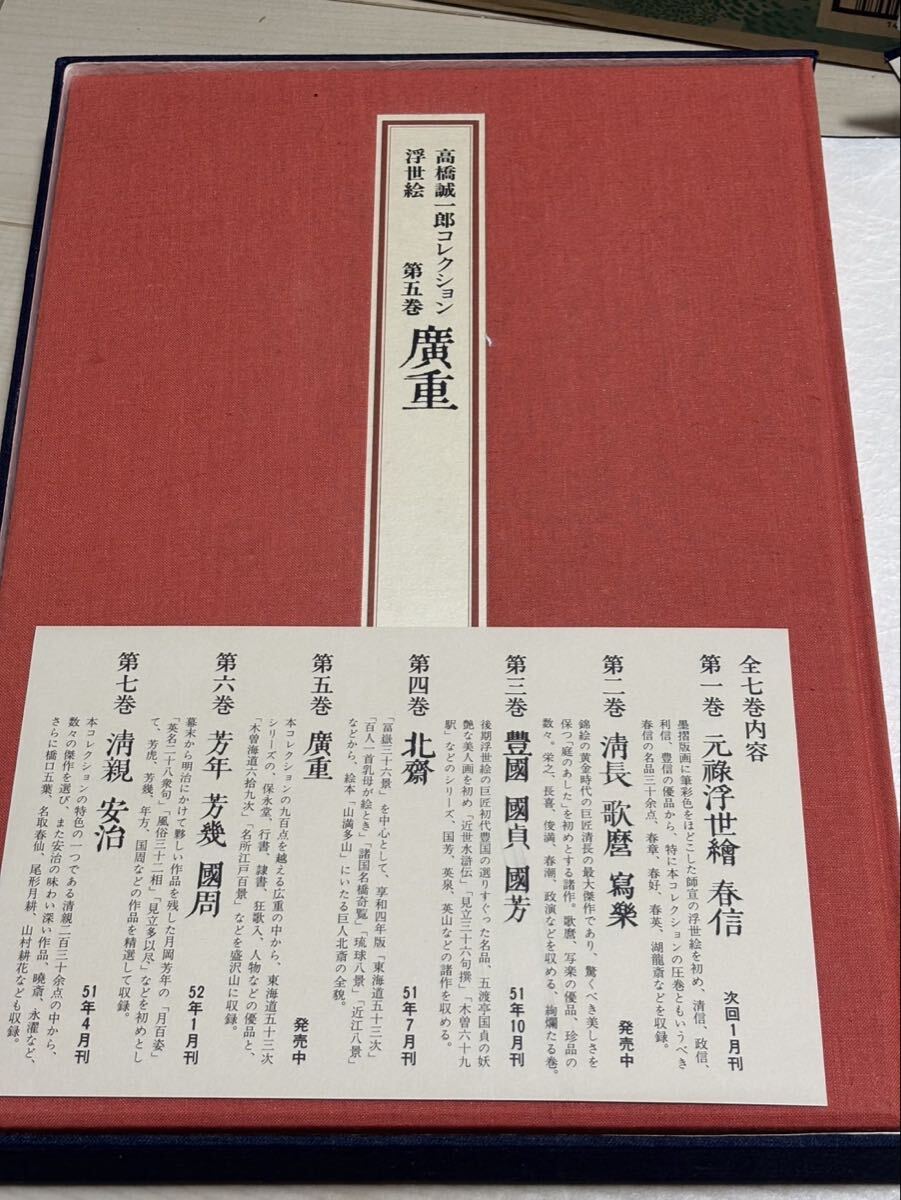 高橋誠一郎コレクション
浮世絵 第五巻 廣重
全七巻内容
第一巻 元祿浮世繪 春信 次回1月刊
墨摺版画に筆彩色をほどこした師宣の浮世絵を初め、清信、政信、
利信、豊信の優品から、特に本コレクションの圧巻ともいうべき
春信の名品三十余点、春章、春好、春英、湖龍斎などを収録。
第二巻 淸長 歌麿 寫樂 発売中
錦絵の黄金時代の巨匠清長の最大傑作であり、驚くべき美しさを
保つ「庭のあした」を初めとする諸作。歌麿、写楽の優品、珍品の
数々。栄之、長喜、俊満、春潮、政演などを収める、絢爛たる巻。
第三巻 豐國 國貞 國芳 51年10月刊
後期浮世絵の巨匠初代豊国の選りすぐった名品、五渡亭国貞の妖
艶な美人画を初め「近世水滸伝」「見立三十六句撰」「木曽六十九
駅」などのシリーズ、国芳、英泉、英山などの諸作を収める。
第四巻 北齋 51年7月刊
「富嶽三十六景」を中心として、享和四年版「東海道五十三次」
「百人一首乳母が絵とき」「諸国名橋奇覧」「琉球八景」「近江八景」
などから、絵本「山満多山」にいたる巨人北斎の全貌。
第五巻 廣重 発売中
本コレクションの九百点を越える広重の中から、東海道五十三次
シリーズの、保永堂、行書、隷書、狂歌入、人物などの優品と、
「木曽海道六拾九次」「名所江戸百景」などを盛沢山に収録。
第六巻 芳年 芳幾 國周 52年1月刊
幕末から明治にかけて夥しい作品を残した月岡芳年の「月百姿」
「英名二十八衆句」「風俗三十二相」「見立多以尽」などを初めとし
て、芳虎、芳幾、年方、国周などの作品を精選して収録。
第七巻 淸親 安治 51年4月刊
本コレクションの特色の一つである清親二百三十余点の中から、
数々の傑作を選び、また安治の味わい深い作品、暁斎、永濯など、
さらに橋口五葉、名取春仙、尾形月耕、山村耕花なども収録。